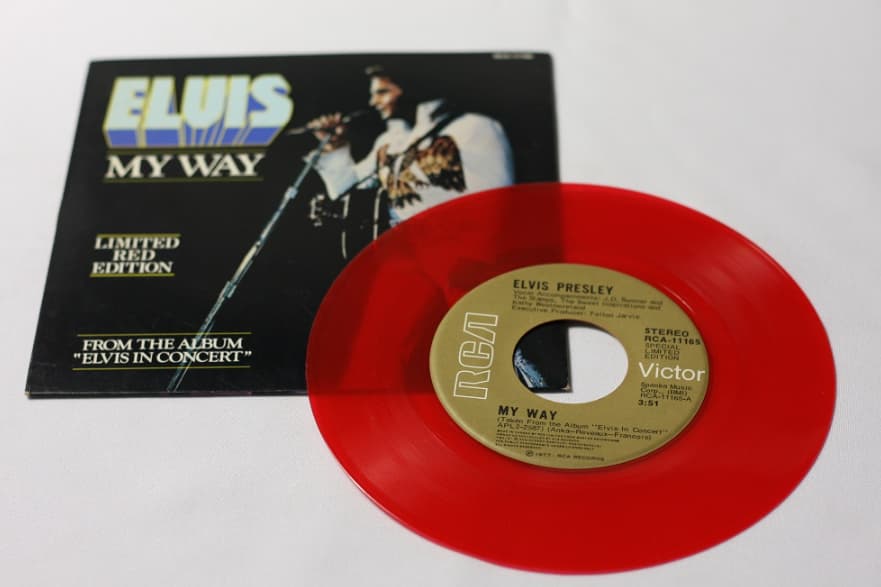 ELVIS
MY WAY
LIMITED
RED
EDITION
FROM THE ALBUM
"ELVIS IN CONCERT"
ELVIS PRESLEY
Vocal Accompaniments: J.D. Sumner and
The Stamps, The Sweet Inspirations and
Kathy Westmoreland
Executive Producer: Felton Jarvis
RCA
STEREO
RCA-11165
SPECIAL
LIMITED
EDITION
Victor
Spanka Music
Corp., (BMI)
RCA-11165-A
3:51
MY WAY
(Taken From the Album "Elvis In Concert"
APL2-2587) (Anka-Revaux-Francois)
℗ 1977, RCA RECORDS